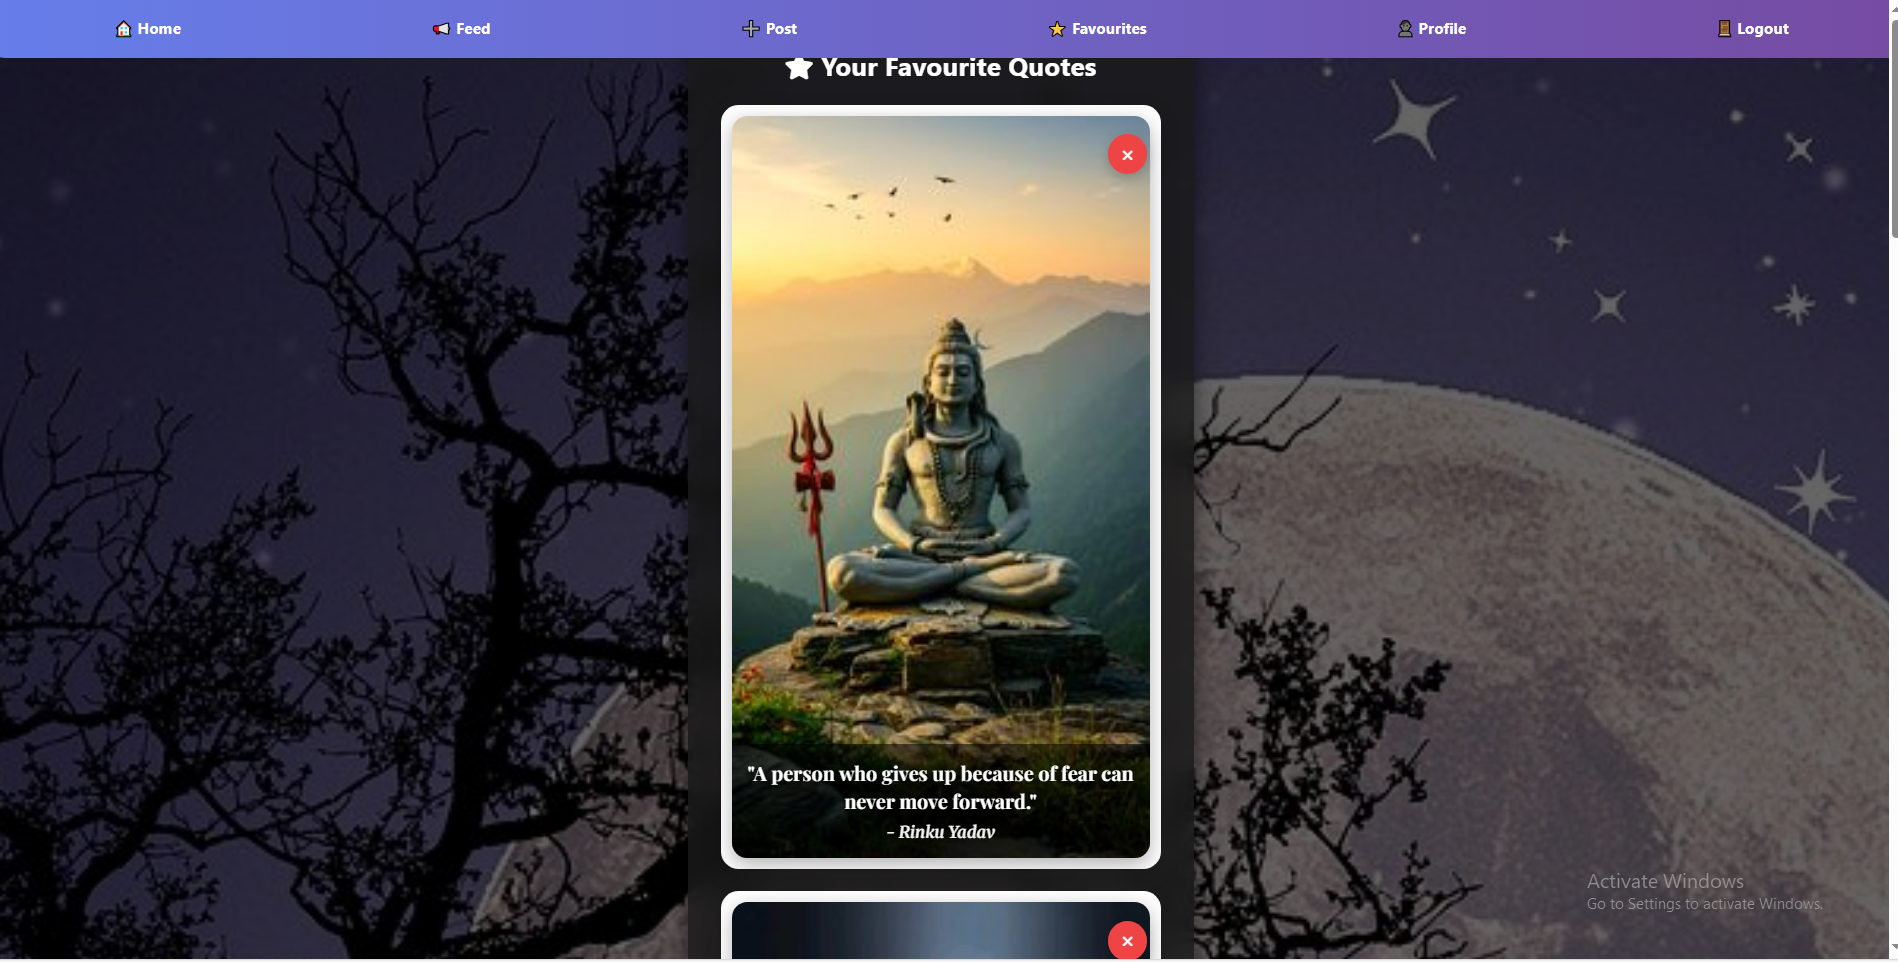 Home
Feed
Post
Favourites
Profile
Logout
Your Favourite Quotes
"A person who gives up because of fear can
never move forward."
- Rinku Yadav
Activate Windows
Go to Settings to activate Windows.